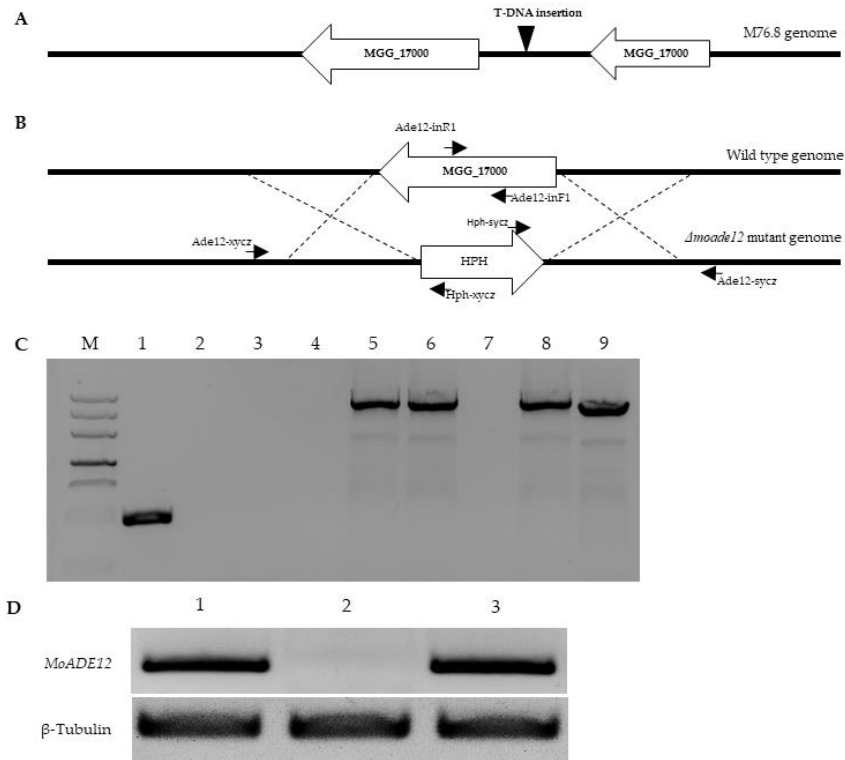 A
T-DNA insertion
M76.8 genome
MGG_17000
MGG_17000
B
Ade12-inR1
Wild type genome
MGG_17000
Ade12-inF1
Hph-sycz
Ade12-xycz
Δmoade12 mutant genome
HPH
Ade12-sycz
Hph-xycz
C M 1 2 3 4 5 6 7 8 9
D 1 2 3
MoADE12
β-Tubulin